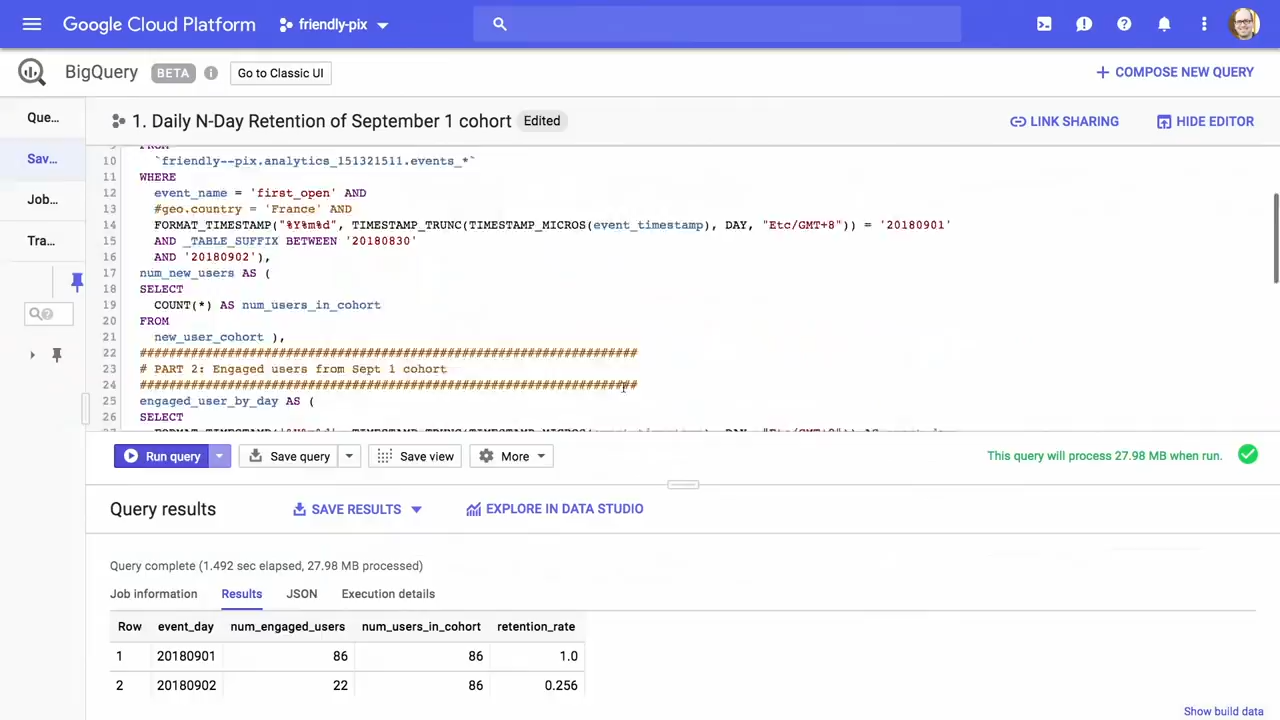 Google Cloud Platform friendly-pix
BigQuery BETA Go to Classic UI COMPOSE NEW QUERY
Que...
Sav...
Job...
Tra...
1. Daily N-Day Retention of September 1 cohort Edited LINK SHARING HIDE EDITOR
10 `friendly--pix.analytics_151321511.events_*`
11 WHERE
12 event_name = 'first_open' AND
13 #geo.country = 'France' AND
14 FORMAT_TIMESTAMP("%Y%m%d", TIMESTAMP_TRUNC(TIMESTAMP_MICROS(event_timestamp), DAY, "Etc/GMT+8")) = '20180901'
15 AND _TABLE_SUFFIX BETWEEN '20180830'
16 AND '20180902'),
17 num_new_users AS (
18 SELECT
19 COUNT(*) AS num_users_in_cohort
20 FROM
21 new_user_cohort ),
22 ####################################################################
23 # PART 2: Engaged users from Sept 1 cohort
24 ####################################################################
25 engaged_user_by_day AS (
26 SELECT
Run query Save query Save view More This query will process 27.98 MB when run.
Query results SAVE RESULTS EXPLORE IN DATA STUDIO
Query complete (1.492 sec elapsed, 27.98 MB processed)
Job information Results JSON Execution details
Row event_day num_engaged_users num_users_in_cohort retention_rate
1 20180901 86 86 1.0
2 20180902 22 86 0.256
Show build data